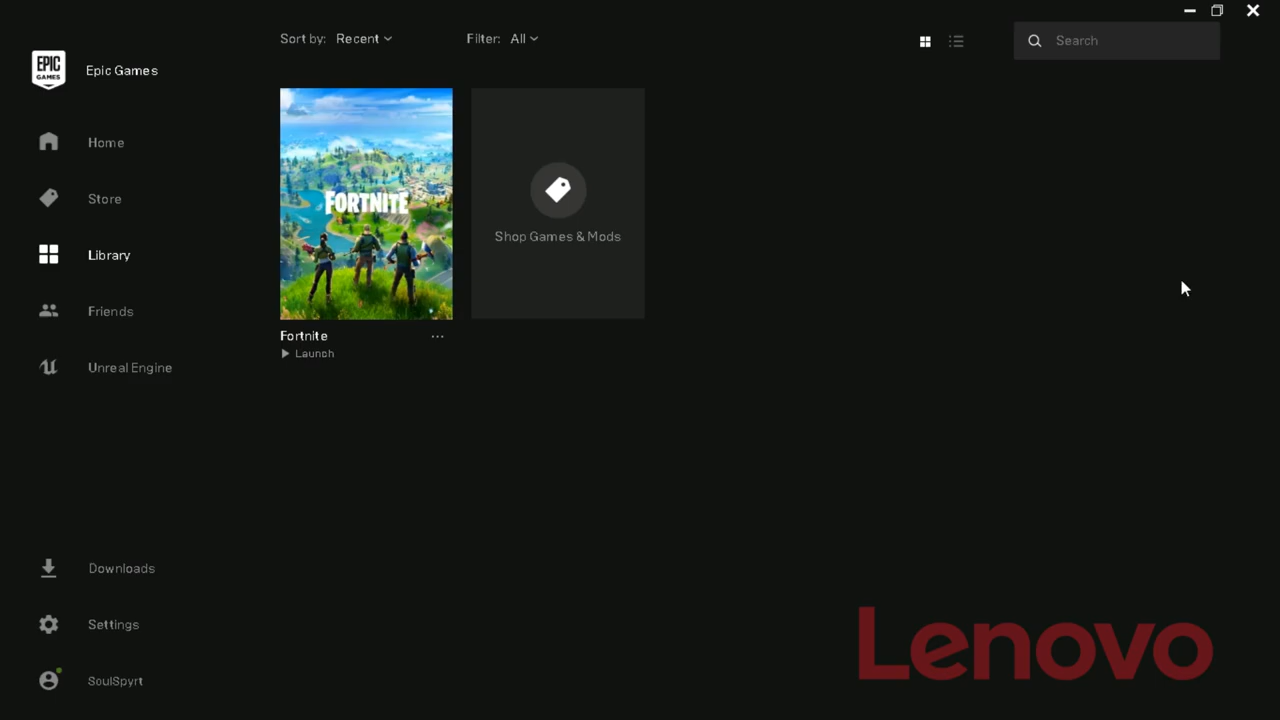 Sort by: Recent
Filter: All
Search
EPIC
GAMES
Epic Games
Home
Store
Library
Friends
Unreal Engine
FORTNITE
Shop Games & Mods
Fortnite
Launch
Downloads
Settings
SoulSpyrt
Lenovo